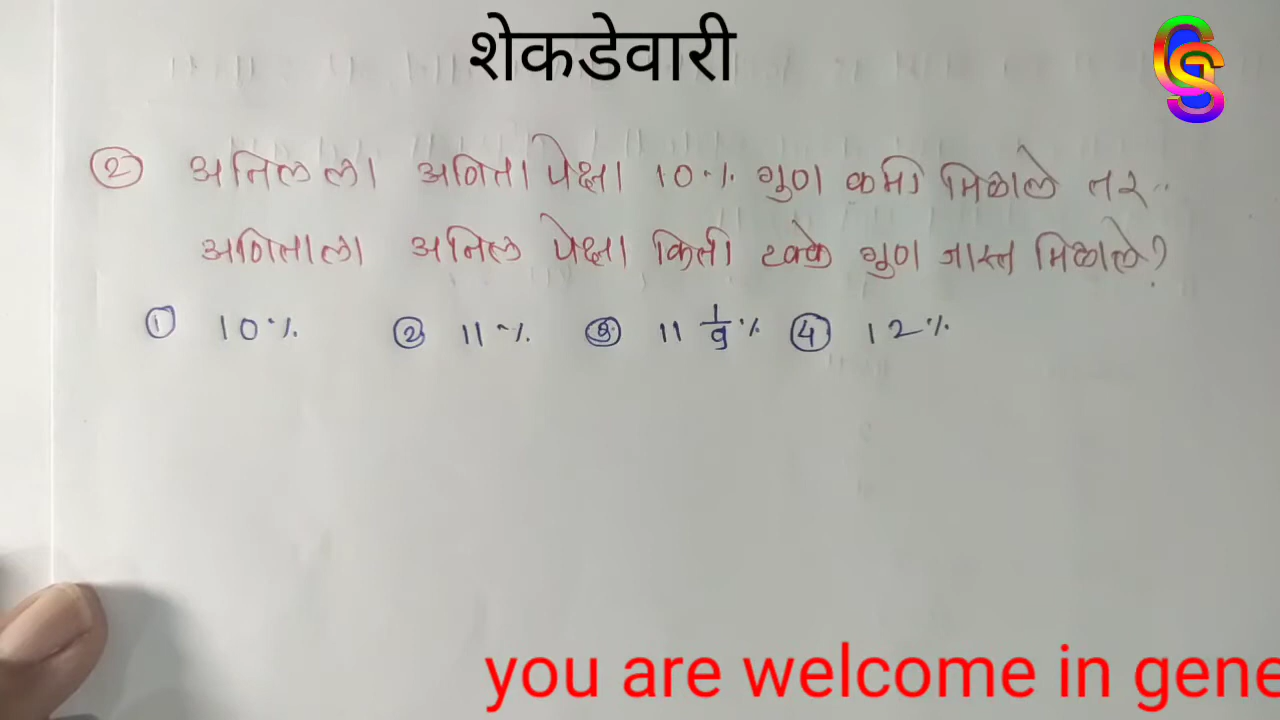 शेकडेवारी
② अनिलला अनिता पेक्षा 10% गुण कमी मिळाले तर..
अनिताला अनिल पेक्षा किती टक्के गुण जास्त मिळाले?
① 10% ② 11% ③ 11 1/9 % ④ 12%
you are welcome in gene